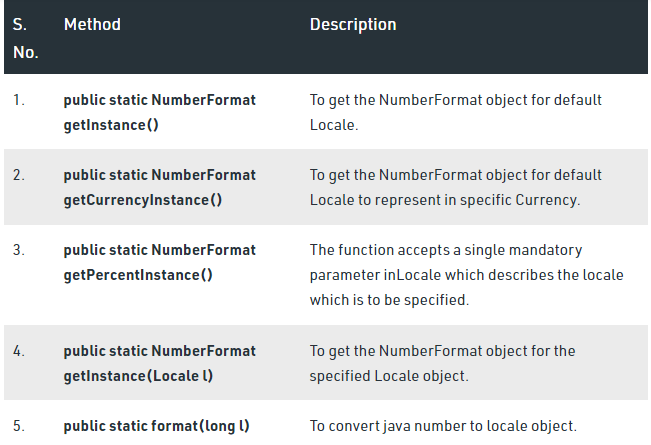 S. No. Method Description
1. public static NumberFormat getInstance() To get the NumberFormat object for default Locale.
2. public static NumberFormat getCurrencyInstance() To get the NumberFormat object for default Locale to represent in specific Currency.
3. public static NumberFormat getPercentInstance() The function accepts a single mandatory parameter inLocale which describes the locale which is to be specified.
4. public static NumberFormat getInstance(Locale l) To get the NumberFormat object for the specified Locale object.
5. public static format(long l) To convert java number to locale object.